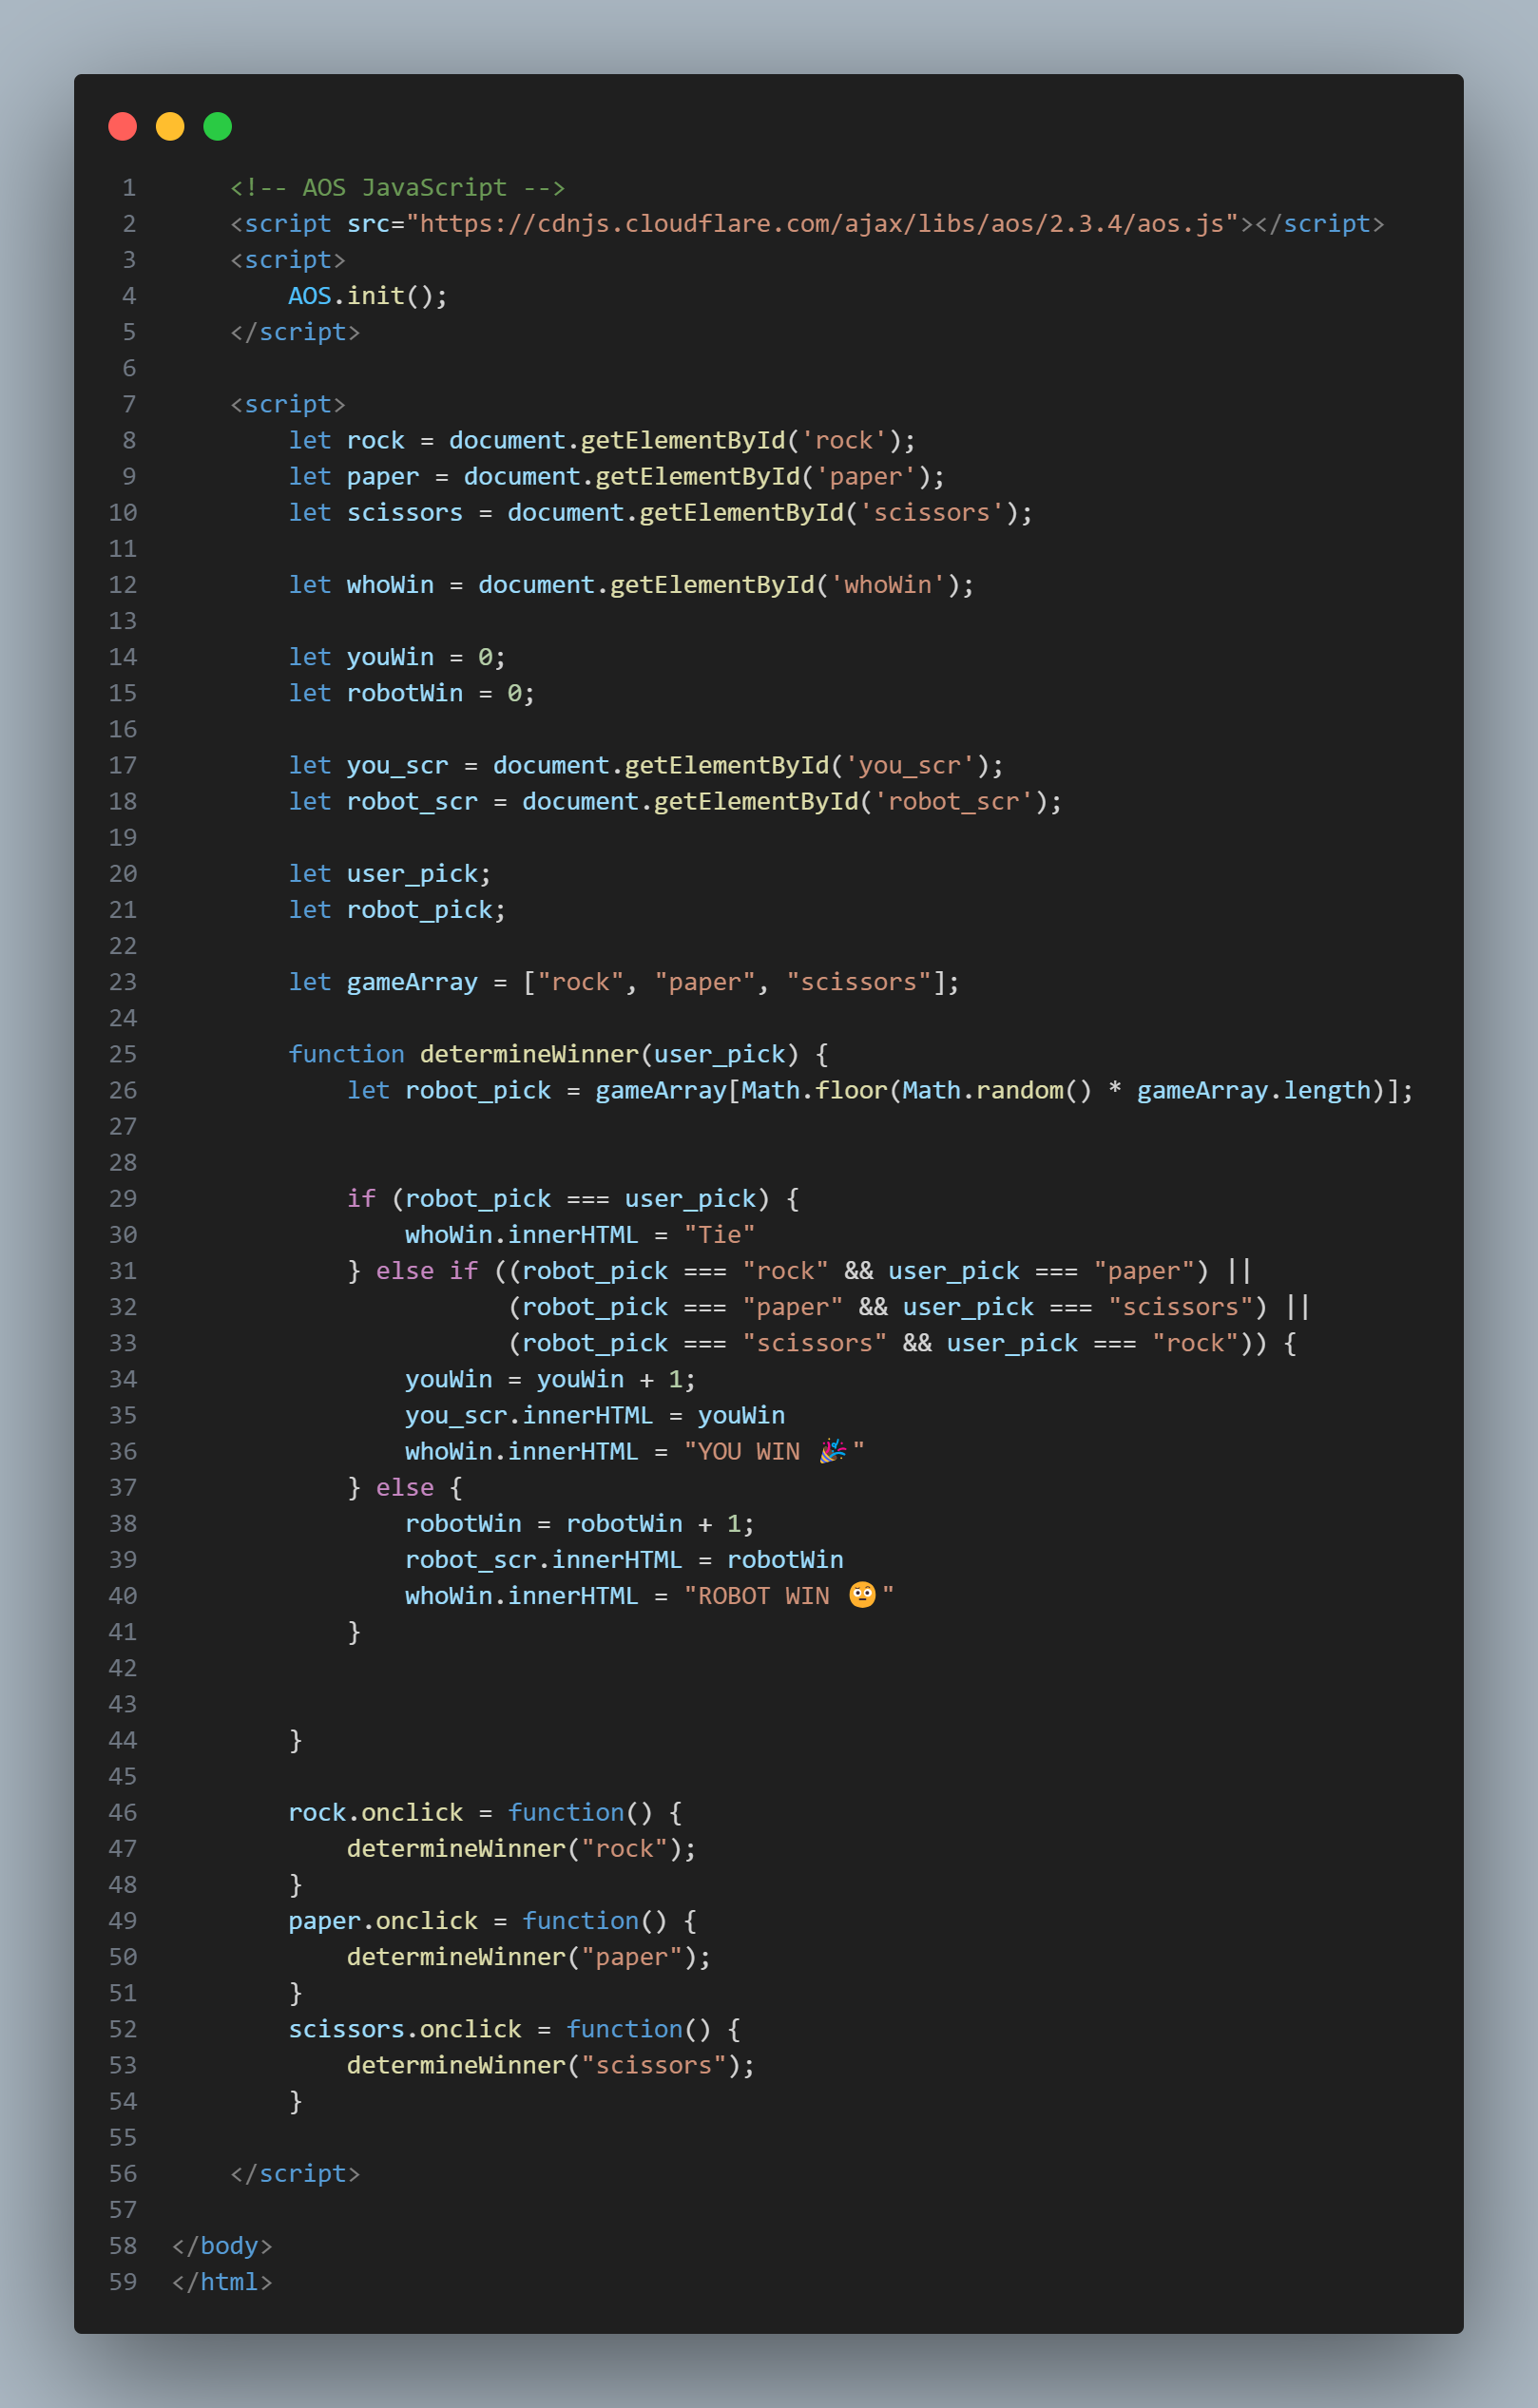 1 <!-- AOS JavaScript -->
2 <script src="https://cdnjs.cloudflare.com/ajax/libs/aos/2.3.4/aos.js"></script>
3 <script>
4 AOS.init();
5 </script>
6
7 <script>
8 let rock = document.getElementById('rock');
9 let paper = document.getElementById('paper');
10 let scissors = document.getElementById('scissors');
11
12 let whoWin = document.getElementById('whoWin');
13
14 let youWin = 0;
15 let robotWin = 0;
16
17 let you_scr = document.getElementById('you_scr');
18 let robot_scr = document.getElementById('robot_scr');
19
20 let user_pick;
21 let robot_pick;
22
23 let gameArray = ["rock", "paper", "scissors"];
24
25 function determineWinner(user_pick) {
26 let robot_pick = gameArray[Math.floor(Math.random() * gameArray.length)];
27
28
29 if (robot_pick === user_pick) {
30 whoWin.innerHTML = "Tie"
31 } else if ((robot_pick === "rock" && user_pick === "paper") ||
32 (robot_pick === "paper" && user_pick === "scissors") ||
33 (robot_pick === "scissors" && user_pick === "rock")) {
34 youWin = youWin + 1;
35 you_scr.innerHTML = youWin
36 whoWin.innerHTML = "YOU WIN 🎉"
37 } else {
38 robotWin = robotWin + 1;
39 robot_scr.innerHTML = robotWin
40 whoWin.innerHTML = "ROBOT WIN 😳"
41 }
42
43
44 }
45
46 rock.onclick = function() {
47 determineWinner("rock");
48 }
49 paper.onclick = function() {
50 determineWinner("paper");
51 }
52 scissors.onclick = function() {
53 determineWinner("scissors");
54 }
55
56 </script>
57
58 </body>
59 </html>